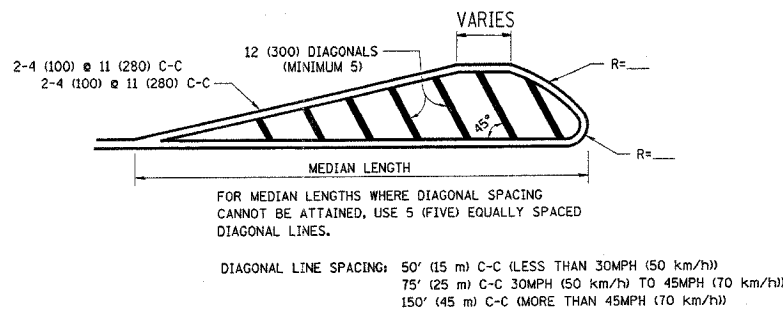 VARIES
12 (300) DIAGONALS
(MINIMUM 5)
2-4 (100) @ 11 (280) C-C
2-4 (100) @ 11 (280) C-C
R=___
45°
R=___
MEDIAN LENGTH
FOR MEDIAN LENGTHS WHERE DIAGONAL SPACING
CANNOT BE ATTAINED, USE 5 (FIVE) EQUALLY SPACED
DIAGONAL LINES.
DIAGONAL LINE SPACING: 50' (15 m) C-C (LESS THAN 30MPH (50 km/h))
75' (25 m) C-C 30MPH (50 km/h) TO 45MPH (70 km/h))
150' (45 m) C-C (MORE THAN 45MPH (70 km/h))